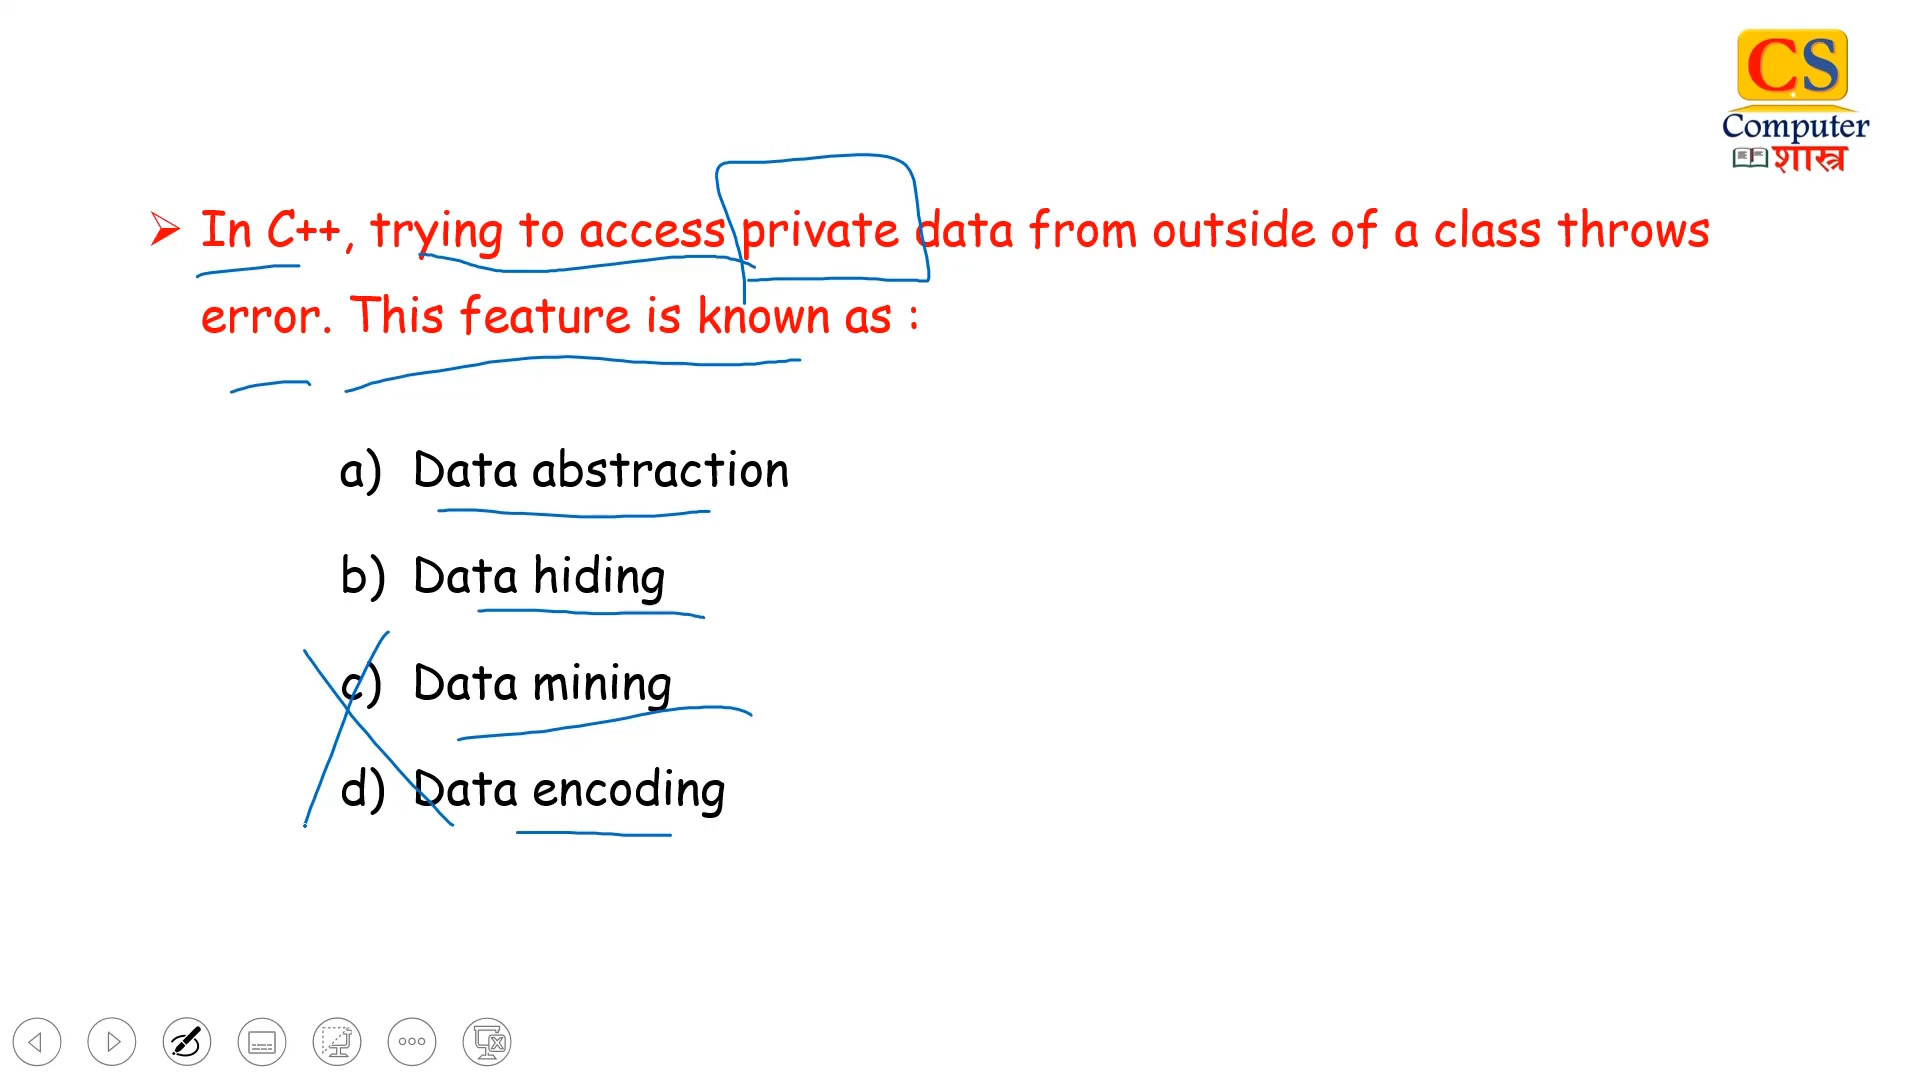 CS
Computer
शास्त्र
➢ In C++, trying to access private data from outside of a class throws
error. This feature is known as :
a) Data abstraction
b) Data hiding
c) Data mining
d) Data encoding